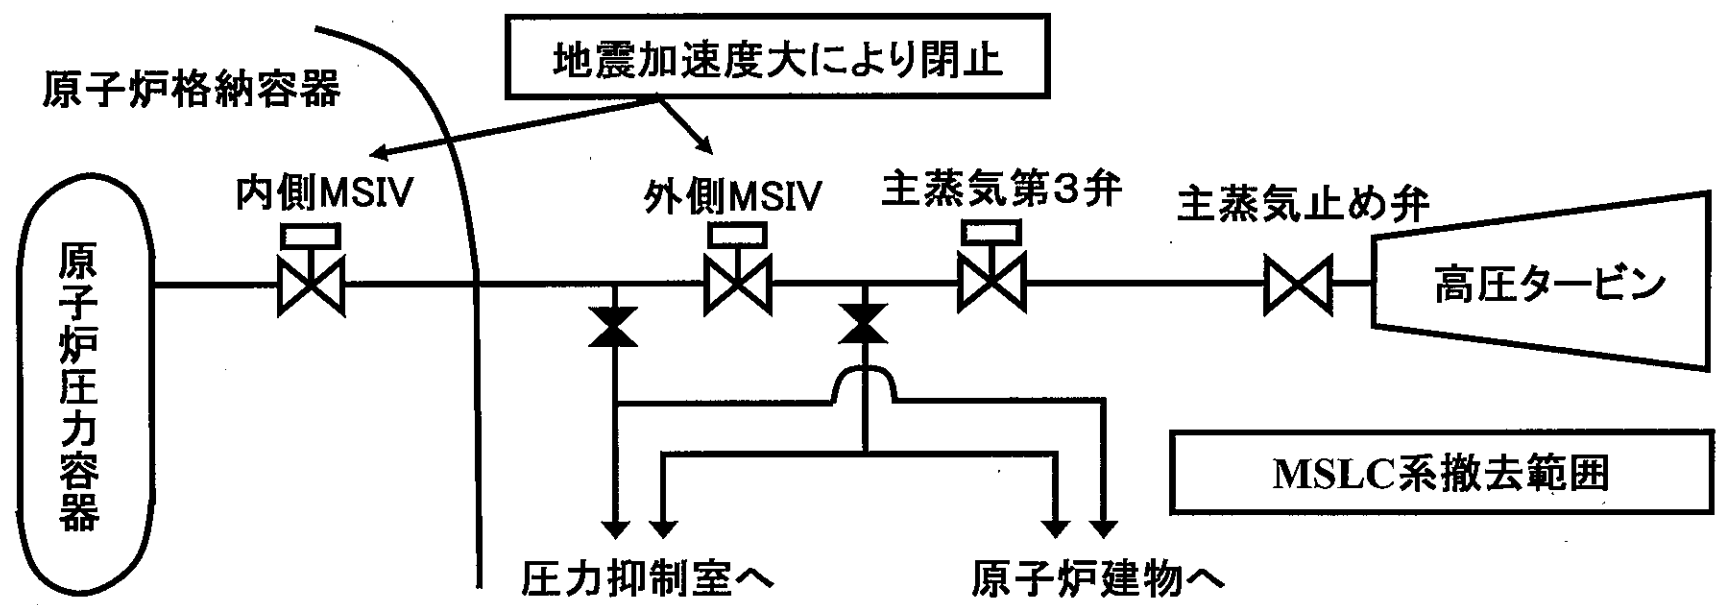 地震加速度大により閉止
原子炉格納容器
内側MSIV
外側MSIV
主蒸気第３弁
主蒸気止め弁
原子炉圧力容器
高圧タービン
MSLC系撤去範囲
圧力抑制室へ
原子炉建物へ